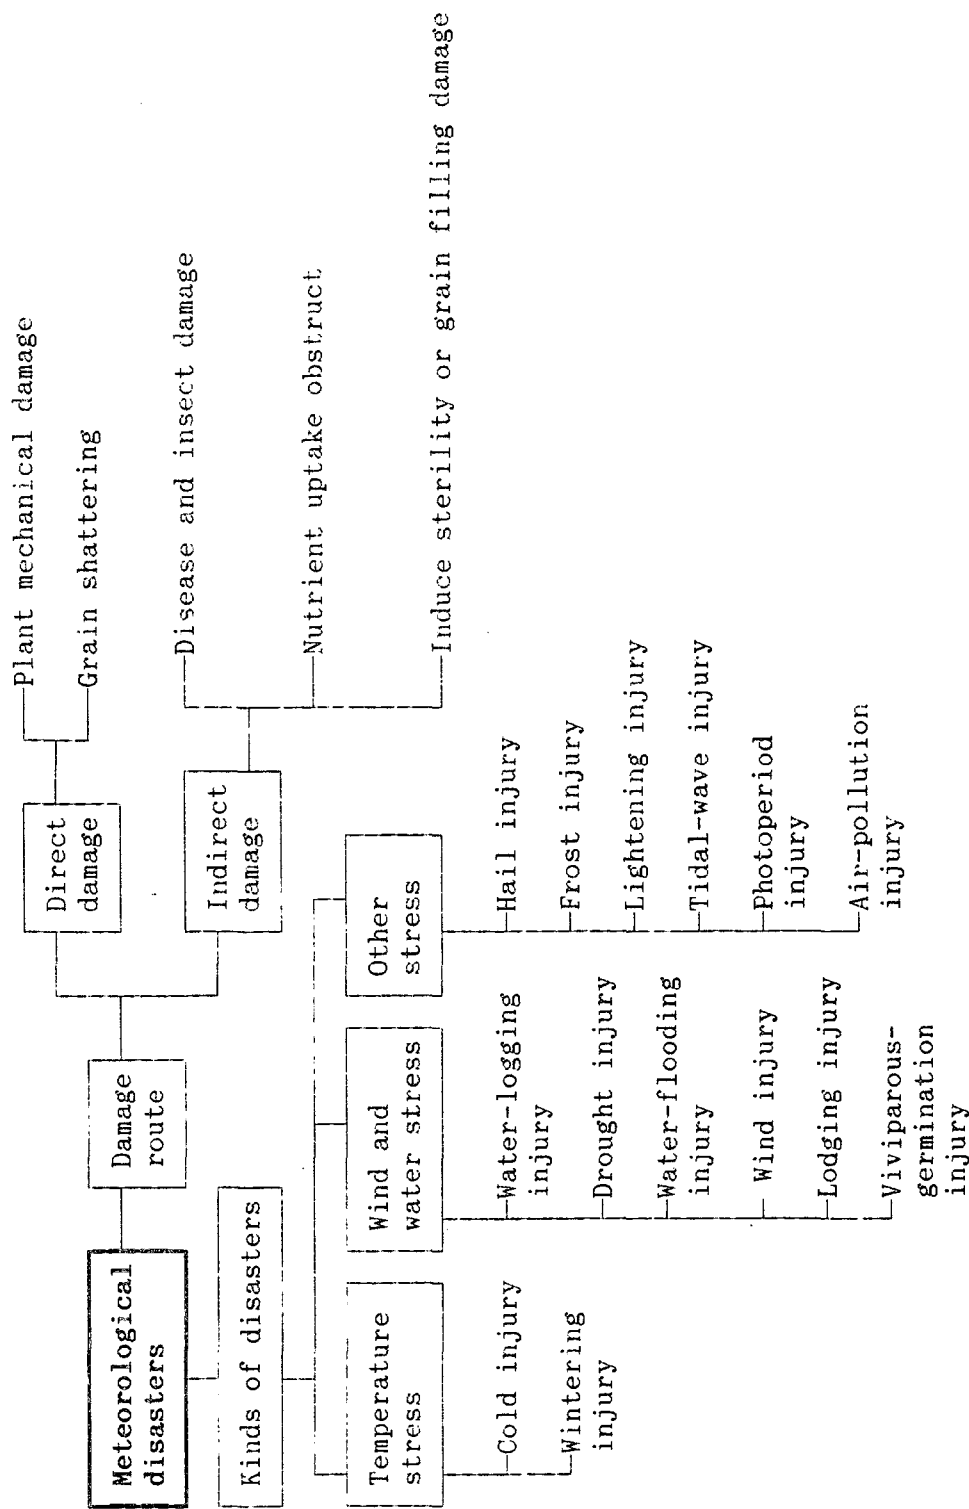 Meteorological
disasters
Damage
route
Direct
damage
Plant mechanical damage
Grain shattering
Indirect
damage
Disease and insect damage
Nutrient uptake obstruct
Induce sterility or grain filling damage
Kinds of disasters
Temperature
stress
Cold injury
Wintering
injury
Wind and
water stress
Water-logging
injury
Drought injury
Water-flooding
injury
Wind injury
Lodging injury
Viviparous-
germination
injury
Other
stress
Hail injury
Frost injury
Lightening injury
Tidal-wave injury
Photoperiod
injury
Air-pollution
injury